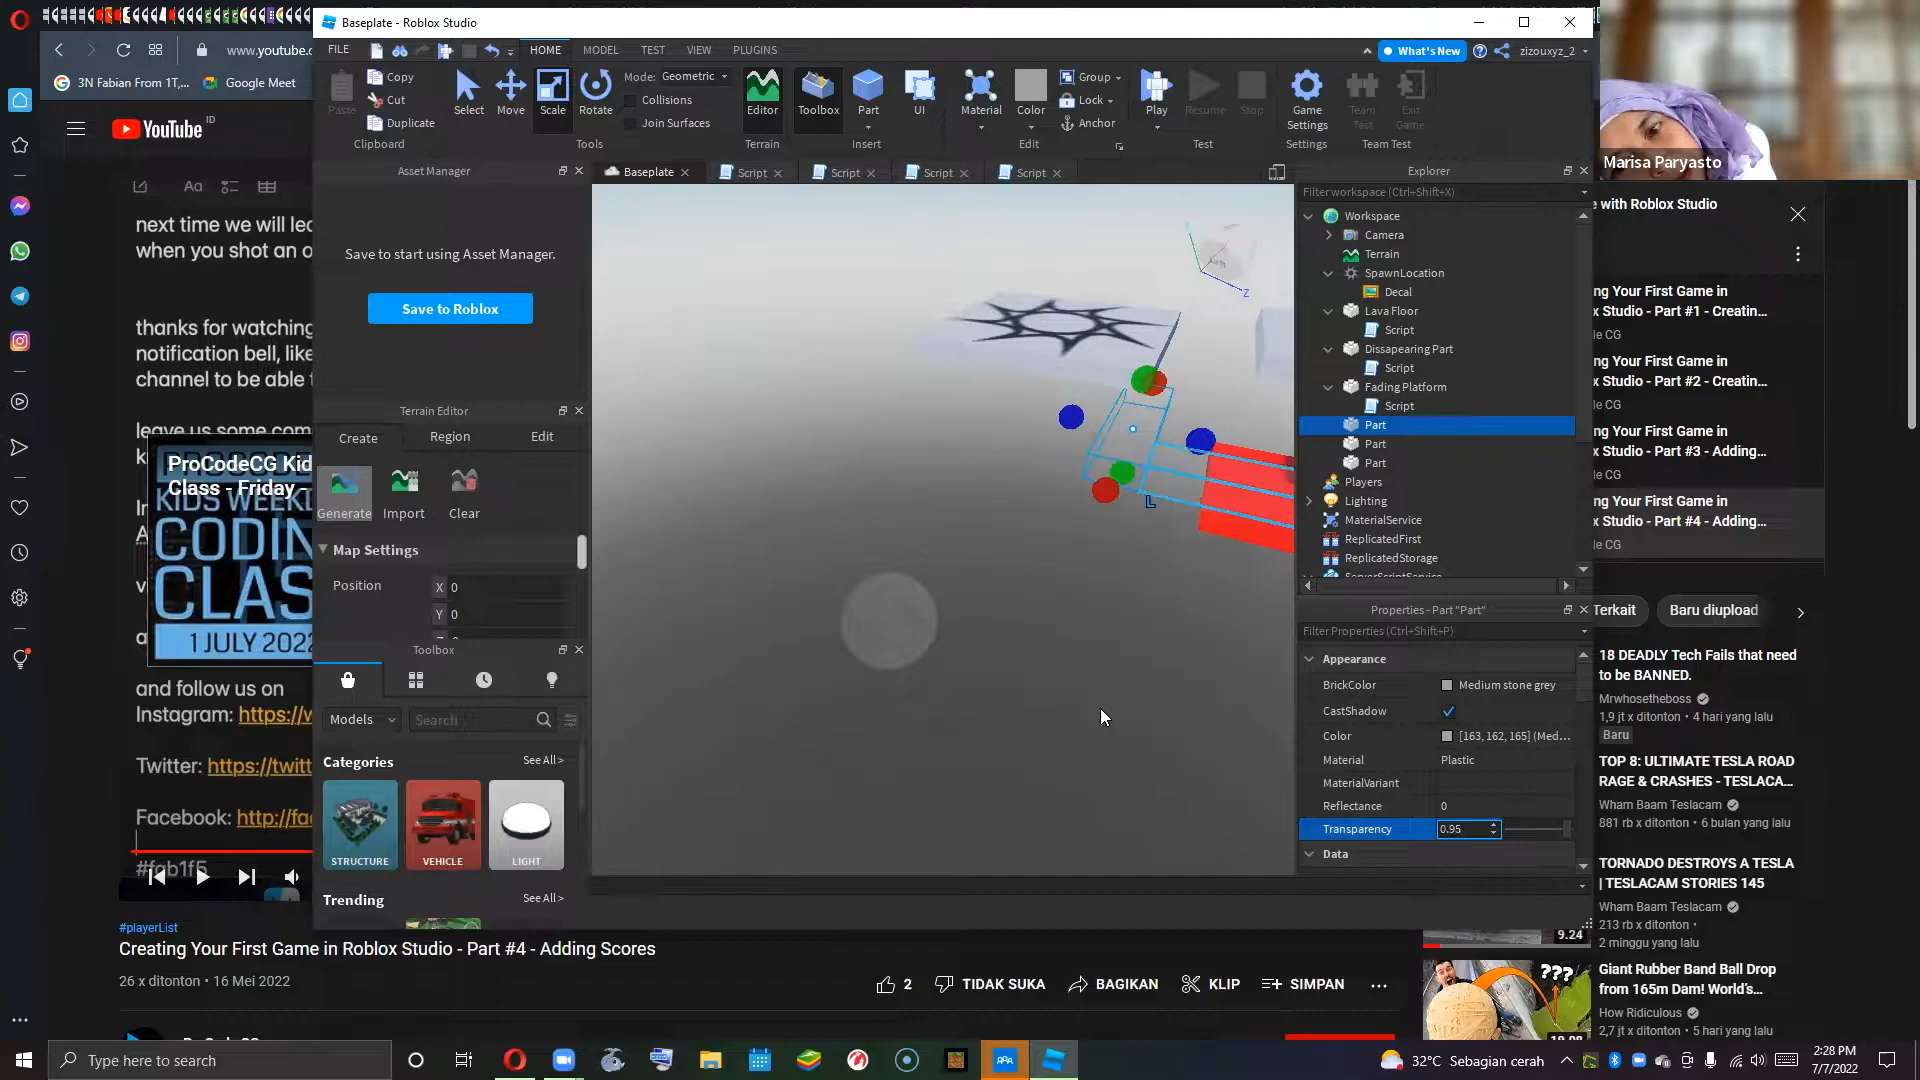 Baseplate - Roblox Studio
FILE
HOME
MODEL
TEST
VIEW
PLUGINS
What's New
zizouxyz_2
www.youtube.c
3N Fabian From 1T,...
Google Meet
Paste
Copy
Cut
Duplicate
Clipboard
Select
Move
Scale
Rotate
Mode: Geometric
Collisions
Join Surfaces
Tools
Editor
Terrain
Toolbox
Part
UI
Insert
Material
Color
Group
Lock
Anchor
Edit
Play
Resume
Stop
Test
Game Settings
Settings
Team Test
Exit Game
Team Test
Marisa Paryasto
YouTube ID
Asset Manager
Save to start using Asset Manager.
Save to Roblox
Baseplate
Script
Script
Script
Script
Z
L
Explorer
Filter workspace (Ctrl+Shift+X)
Workspace
Camera
Terrain
SpawnLocation
Decal
Lava Floor
Script
Dissapearing Part
Script
Fading Platform
Script
Part
Part
Part
Players
Lighting
MaterialService
ReplicatedFirst
ReplicatedStorage
ServerScriptService
Terrain Editor
Create
Region
Edit
Generate
Import
Clear
Map Settings
Position
X 0
Y 0
Toolbox
Models
Search
Categories
See All >
STRUCTURE
VEHICLE
LIGHT
Trending
See All >
Properties - Part "Part"
Filter Properties (Ctrl+Shift+P)
Appearance
BrickColor
Medium stone grey
CastShadow
Color
[163, 162, 165] (Med...
Material
Plastic
MaterialVariant
Reflectance
0
Transparency
0.95
Data
Aa
next time we will lea
when you shot an o
thanks for watching
notification bell, like
channel to be able t
leave us some com
ProCodeCG Kid
Class - Friday -
KIDS WEEKL
CODIN
CLASS
1 JULY 2022
and follow us on
Instagram: https://w
Twitter: https://twitt
Facebook: http://fac
#fab1f5
#playerList
Creating Your First Game in Roblox Studio - Part #4 - Adding Scores
26 x ditonton • 16 Mei 2022
2
TIDAK SUKA
BAGIKAN
KLIP
SIMPAN
e with Roblox Studio
ng Your First Game in
x Studio - Part #1 - Creatin...
le CG
ng Your First Game in
x Studio - Part #2 - Creatin...
le CG
ng Your First Game in
x Studio - Part #3 - Adding...
le CG
ng Your First Game in
x Studio - Part #4 - Adding...
le CG
Terkait
Baru diupload
18 DEADLY Tech Fails that need
to be BANNED.
Mrwhosetheboss
1,9 jt x ditonton • 4 hari yang lalu
Baru
TOP 8: ULTIMATE TESLA ROAD
RAGE & CRASHES - TESLACA...
Wham Baam Teslacam
881 rb x ditonton • 6 bulan yang lalu
TORNADO DESTROYS A TESLA
| TESLACAM STORIES 145
Wham Baam Teslacam
213 rb x ditonton •
2 minggu yang lalu
9.24
???
Giant Rubber Band Ball Drop
from 165m Dam! World's...
How Ridiculous
2,7 jt x ditonton • 5 hari yang lalu
Type here to search
32°C Sebagian cerah
2:28 PM
7/7/2022